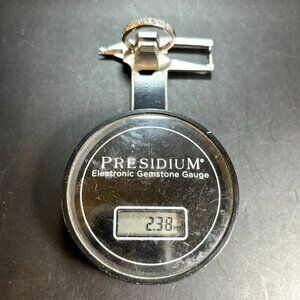 PRESIDIUM®
Electronic Gemstone Gauge
2.38